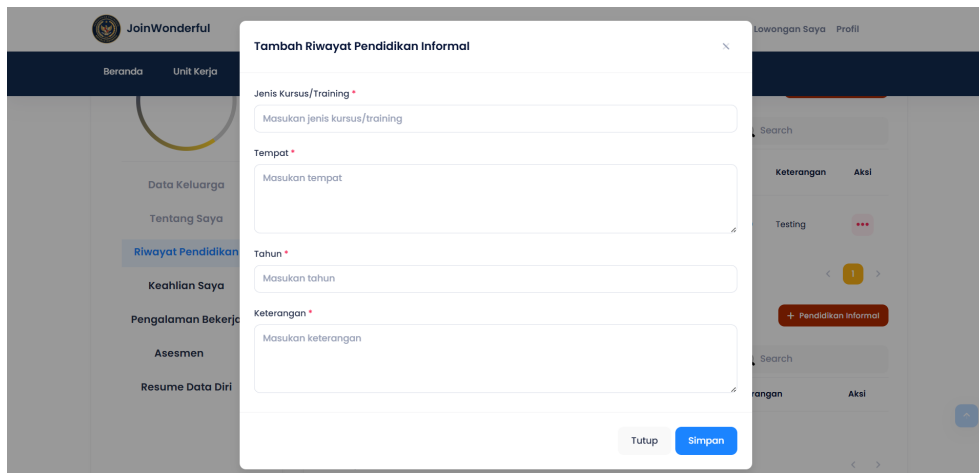 JoinWonderful
Lowongan Saya Profil
Beranda Unit Kerja
Tambah Riwayat Pendidikan Informal
Jenis Kursus/Training *
Masukan jenis kursus/training
Search
Tempat *
Masukan tempat
Keterangan Aksi
Data Keluarga
Tentang Saya
Testing
Riwayat Pendidikan
Tahun *
Masukan tahun
1
Keahlian Saya
Keterangan *
Masukan keterangan
Pengalaman Bekerja
+ Pendidikan Informal
Asesmen
Search
Resume Data Diri
Aksi
Tutup Simpan